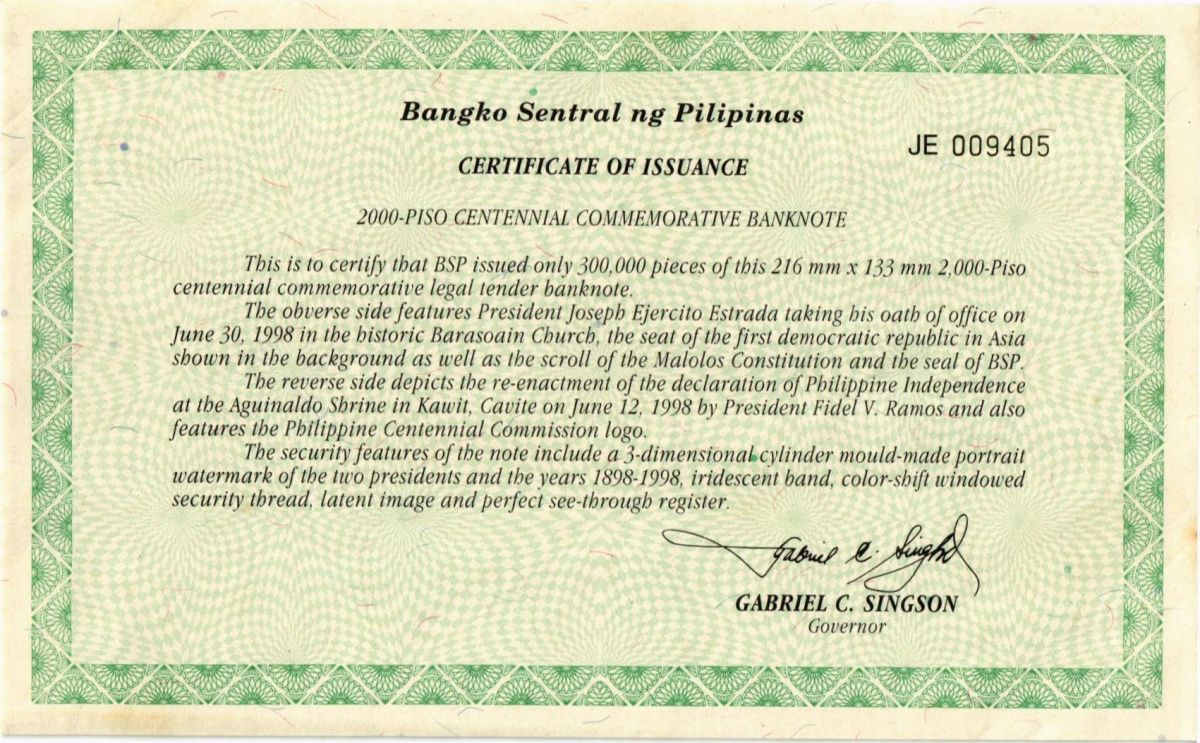 Bangko Sentral ng Pilipinas
JE 009405
CERTIFICATE OF ISSUANCE
2000-PISO CENTENNIAL COMMEMORATIVE BANKNOTE
This is to certify that BSP issued only 300,000 pieces of this 216 mm x 133 mm 2,000-Piso
centennial commemorative legal tender banknote.
The obverse side features President Joseph Ejercito Estrada taking his oath of office on
June 30, 1998 in the historic Barasoain Church, the seat of the first democratic republic in Asia
shown in the background as well as the scroll of the Malolos Constitution and the seal of BSP.
The reverse side depicts the re-enactment of the declaration of Philippine Independence
at the Aguinaldo Shrine in Kawit, Cavite on June 12, 1998 by President Fidel V. Ramos and also
features the Philippine Centennial Commission logo.
The security features of the note include a 3-dimensional cylinder mould-made portrait
watermark of the two presidents and the years 1898-1998, iridescent band, color-shift windowed
security thread, latent image and perfect see-through register.
Gabriel C. Singson
GABRIEL C. SINGSON
Governor